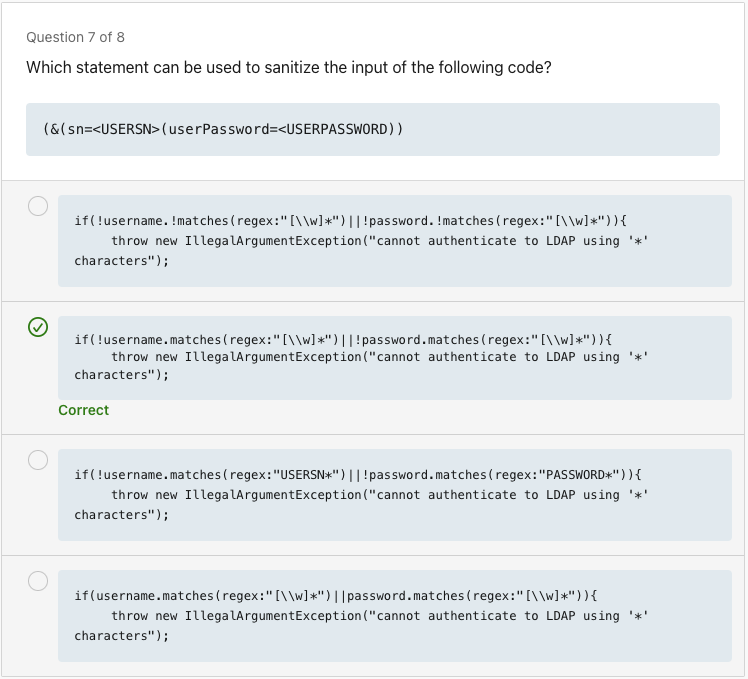 Question 7 of 8
Which statement can be used to sanitize the input of the following code?
(&(sn=<USERSN>(userPassword=<USERPASSWORD))
if(!username.!matches(regex:"[\\w]*")||!password.!matches(regex:"[\\w]*")){
throw new IllegalArgumentException("cannot authenticate to LDAP using '*'
characters");
if(!username.matches(regex:"[\\w]*")||!password.matches(regex:"[\\w]*")){
throw new IllegalArgumentException("cannot authenticate to LDAP using '*'
characters");
Correct
if(!username.matches(regex:"USERSN*")||!password.matches(regex:"PASSWORD*")){
throw new IllegalArgumentException("cannot authenticate to LDAP using '*'
characters");
if(username.matches(regex:"[\\w]*")||password.matches(regex:"[\\w]*")){
throw new IllegalArgumentException("cannot authenticate to LDAP using '*'
characters");